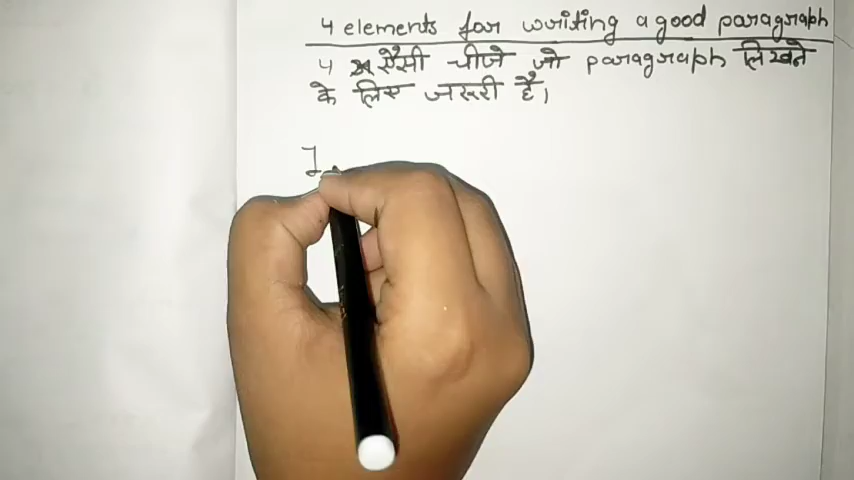 4 elements for writing a good paragraph
4 ऐसी चीजे जो paragraph लिखने
के लिए जरूरी है।